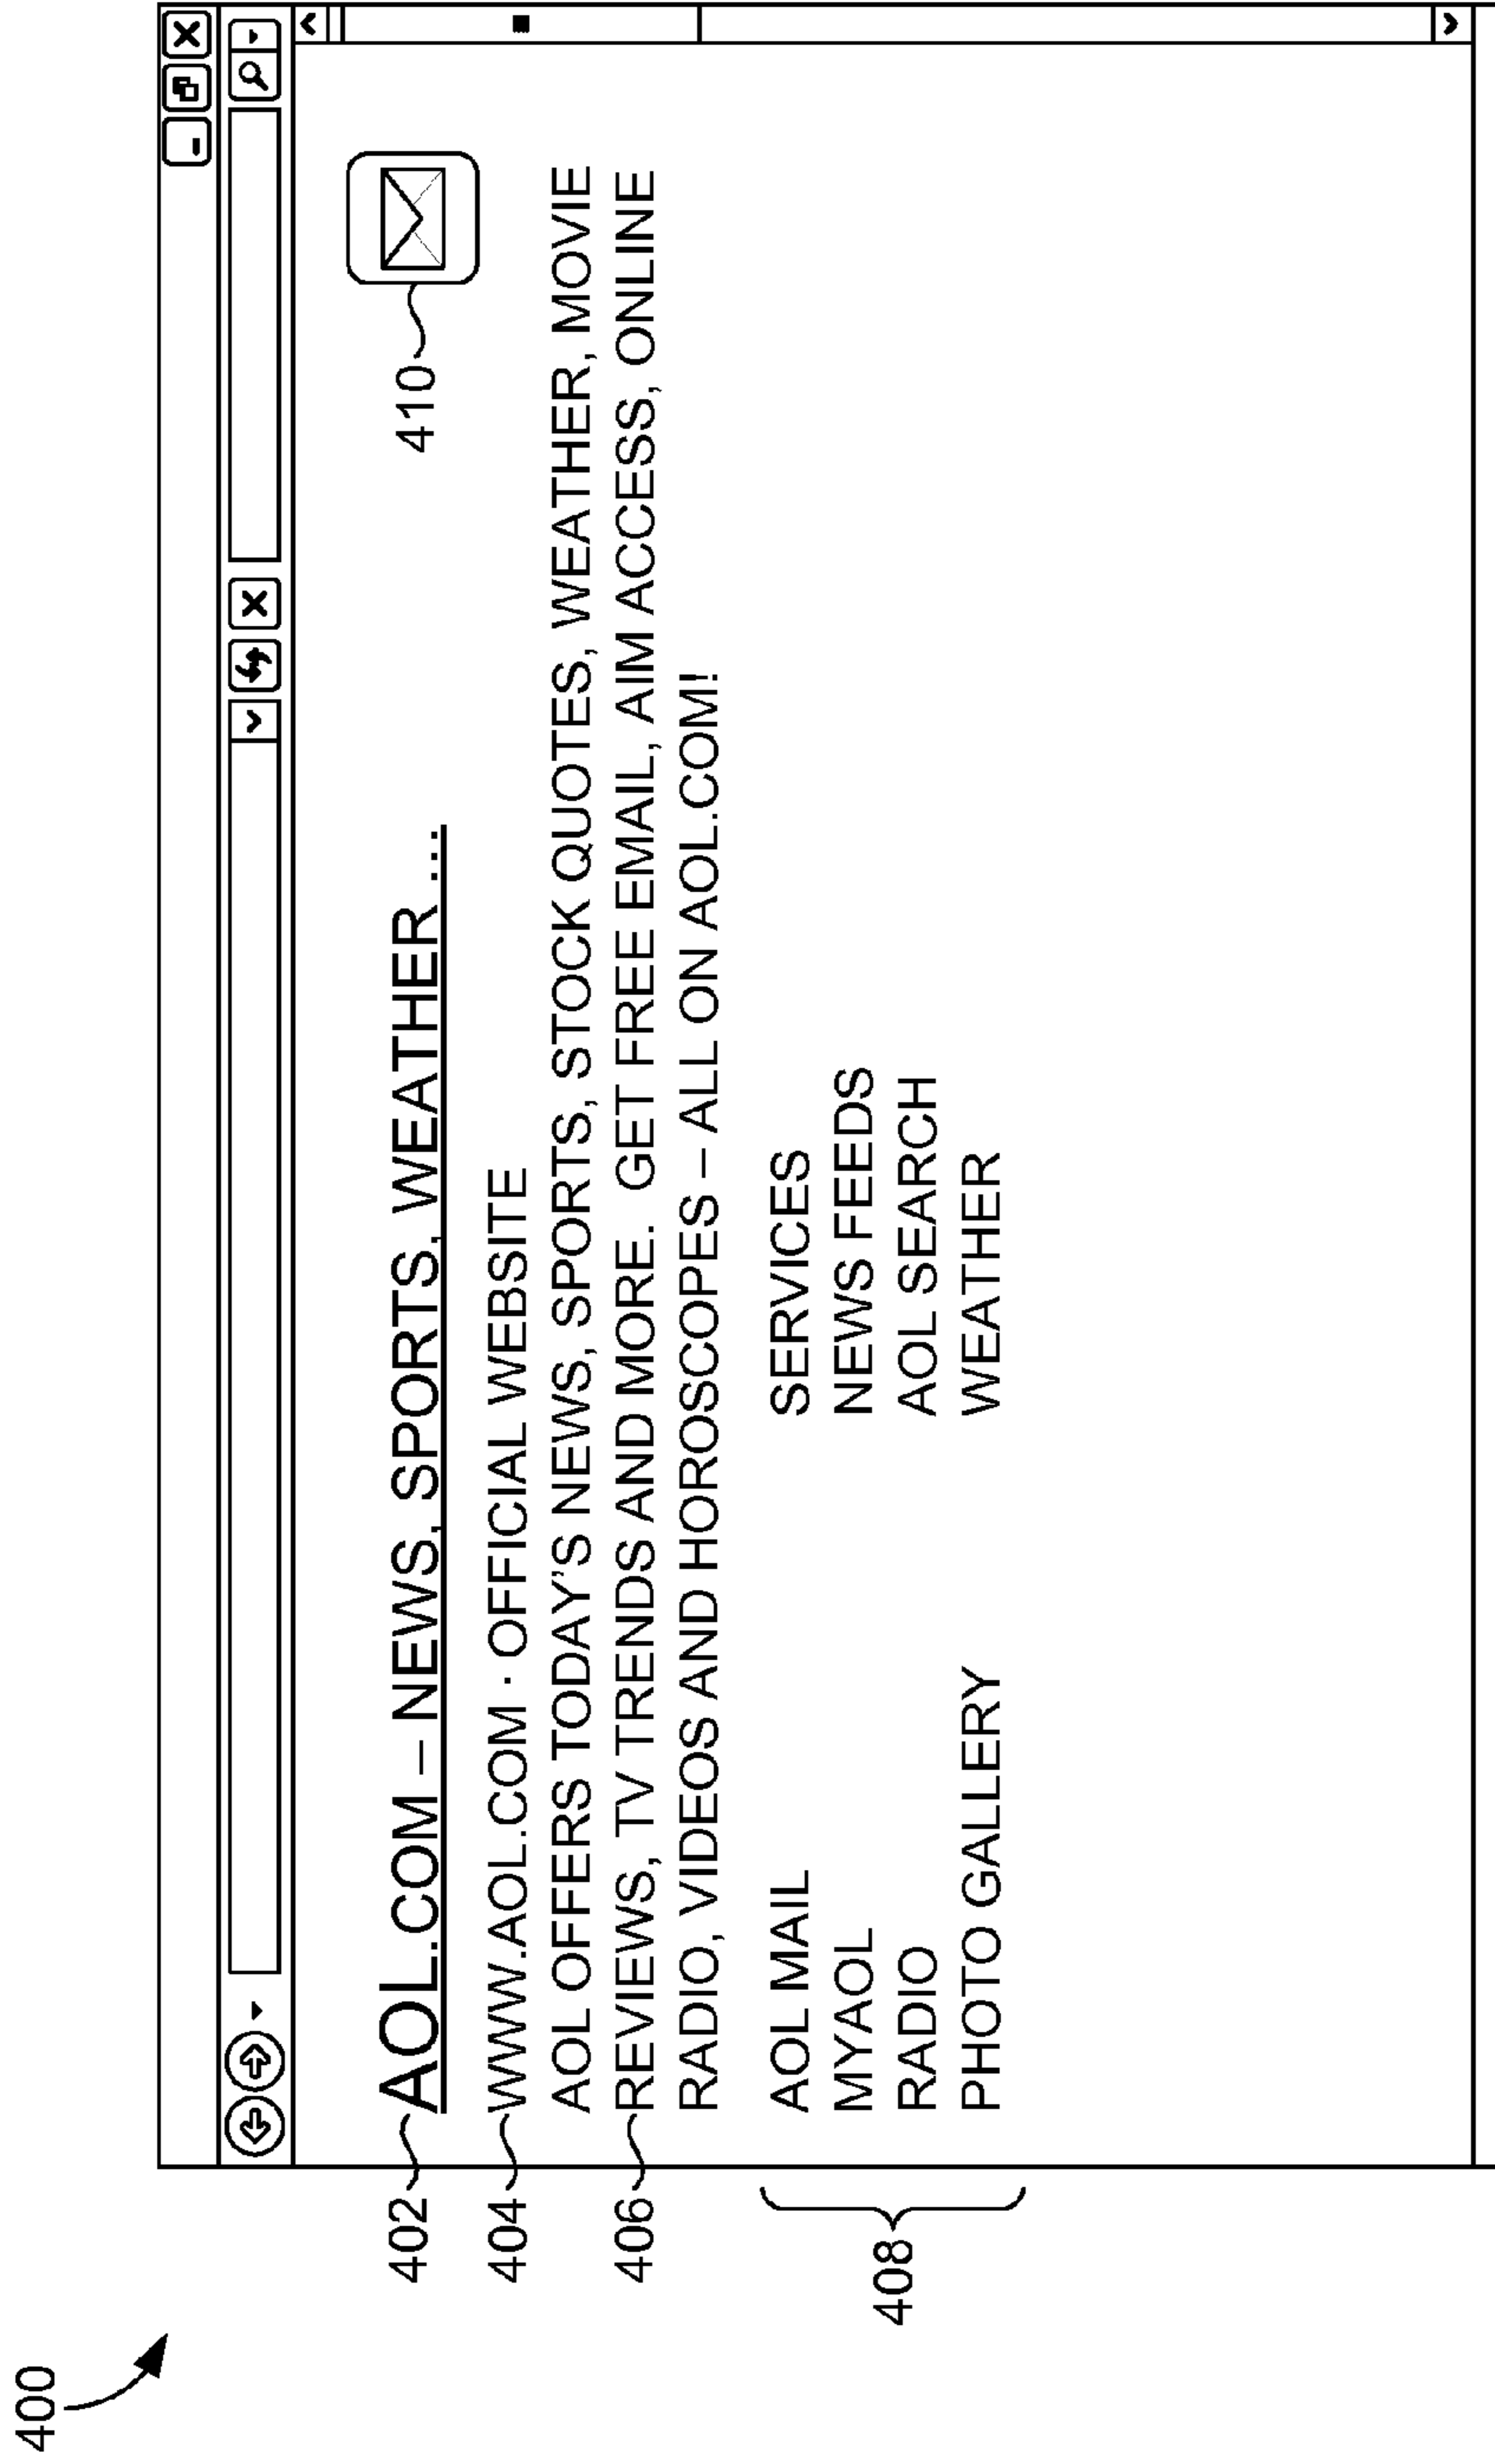 400
402
AOL.COM – NEWS, SPORTS, WEATHER ...
410
404
WWW.AOL.COM · OFFICIAL WEBSITE
AOL OFFERS TODAY’S NEWS, SPORTS, STOCK QUOTES, WEATHER, MOVIE
406
REVIEWS, TV TRENDS AND MORE. GET FREE EMAIL, AIM ACCESS, ONLINE
RADIO, VIDEOS AND HOROSCOPES – ALL ON AOL.COM!
408
AOL MAIL
MYAOL
RADIO
PHOTO GALLERY
SERVICES
NEWS FEEDS
AOL SEARCH
WEATHER